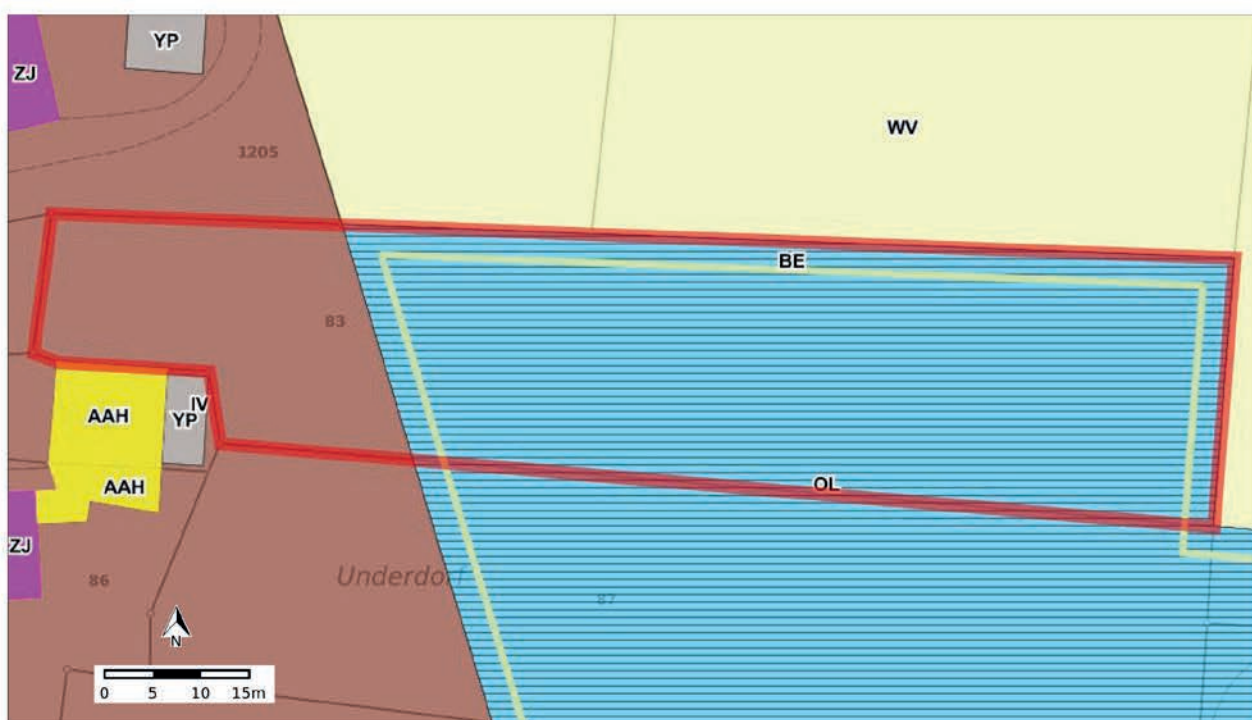 YP
ZJ
WV
1205
BE
83
IV
AAH
YP
AAH
OL
ZJ
86
Underdorf
87
N
0 5 10 15m